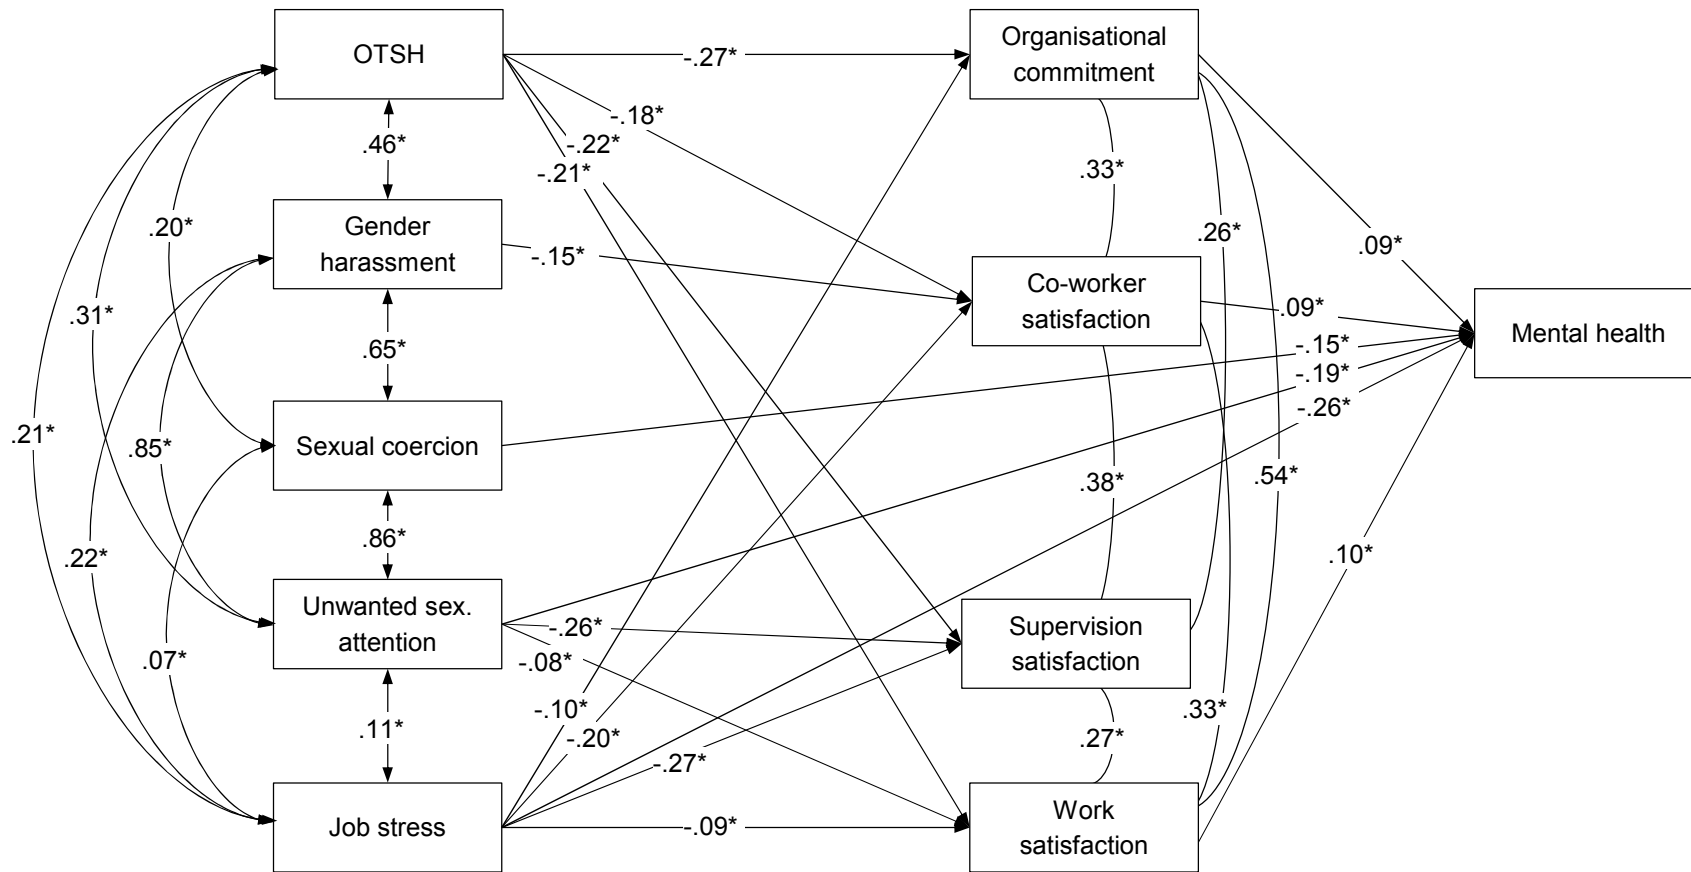 OTSH
Gender
harassment
Sexual coercion
Unwanted sex.
attention
Job stress
Organisational
commitment
Co-worker
satisfaction
Supervision
satisfaction
Work
satisfaction
Mental health
.46*
.65*
.86*
.11*
.20*
.31*
.21*
.85*
.22*
.07*
-.27*
-.18*
-.22*
-.21*
-.15*
-.26*
-.08*
-.10*
-.20*
-.27*
-.09*
.33*
.38*
.27*
.26*
.54*
.33*
.09*
.09*
-.15*
-.19*
-.26*
.10*